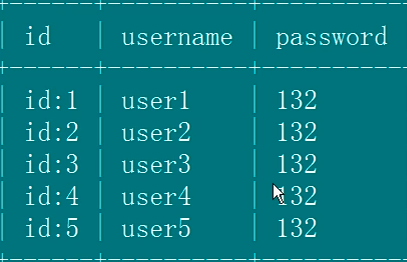 id username password
id:1 user1 132
id:2 user2 132
id:3 user3 132
id:4 user4 132
id:5 user5 132